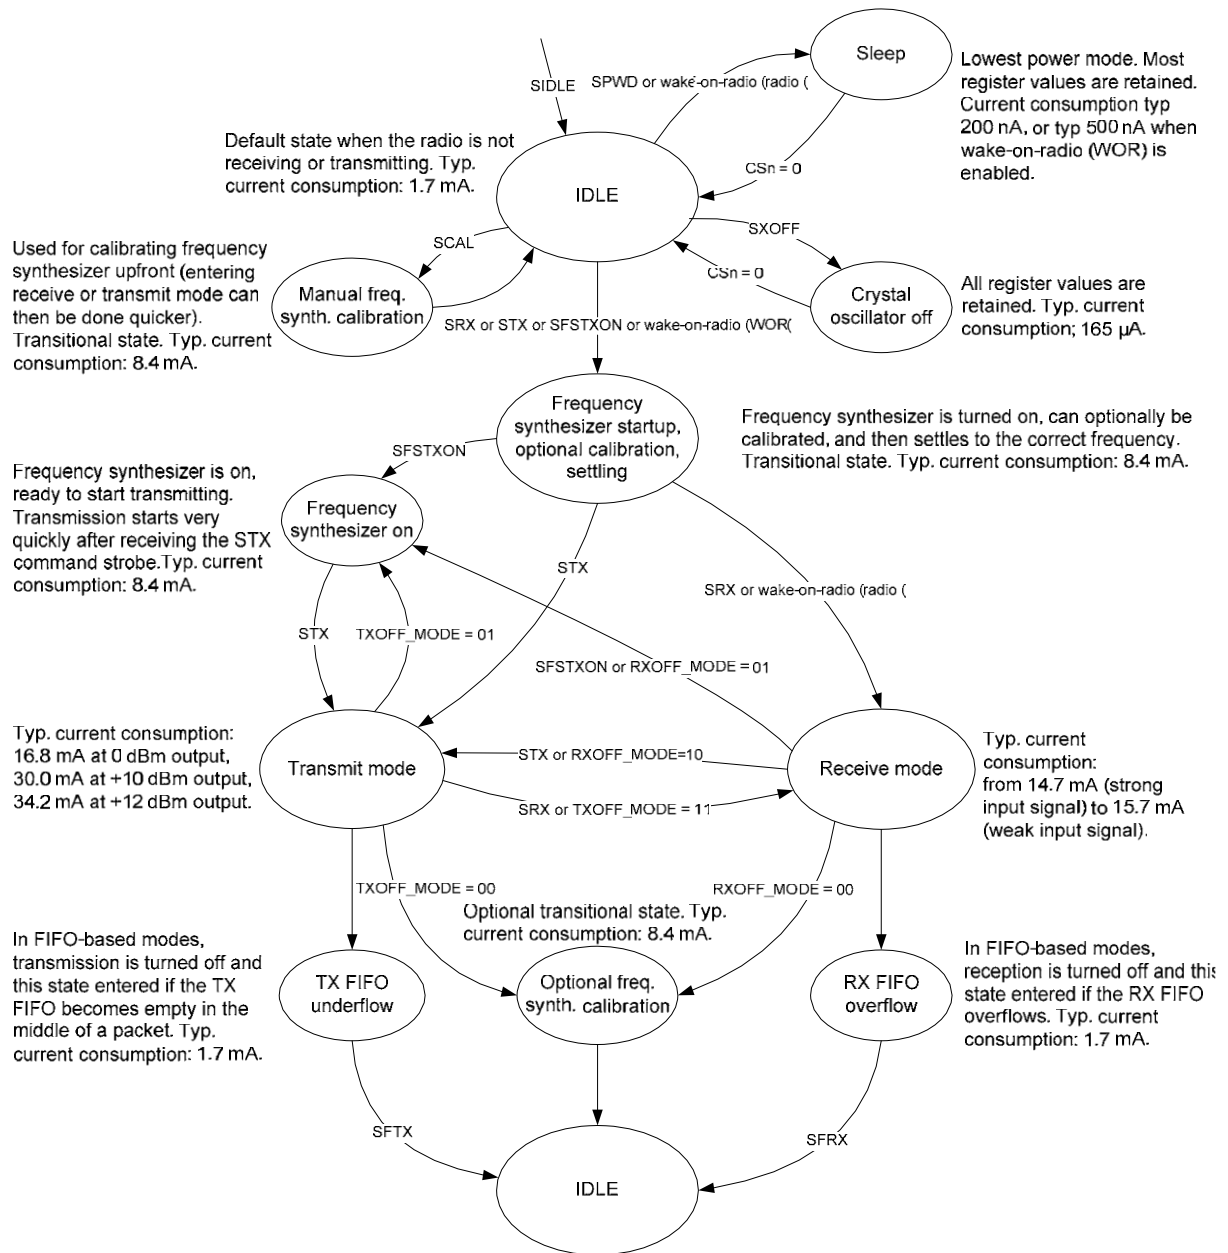 Sleep
Lowest power mode. Most
register values are retained.
Current consumption typ
200 nA, or typ 500 nA when
wake-on-radio (WOR) is
enabled.
SPWD or wake-on-radio (radio (
SIDLE
Default state when the radio is not
receiving or transmitting. Typ.
current consumption: 1.7 mA.
CSn = 0
IDLE
SXOFF
SCAL
Used for calibrating frequency
synthesizer upfront (entering
receive or transmit mode can
then be done quicker).
Transitional state. Typ. current
consumption: 8.4 mA.
Manual freq.
synth. calibration
CSn = 0
Crystal
oscillator off
All register values are
retained. Typ. current
consumption; 165 µA.
SRX or STX or SFSTXON or wake-on-radio (WOR(
Frequency
synthesizer startup,
optional calibration,
settling
Frequency synthesizer is turned on, can optionally be
calibrated, and then settles to the correct frequency.
Transitional state. Typ. current consumption: 8.4 mA.
SFSTXON
Frequency synthesizer is on,
ready to start transmitting.
Transmission starts very
quickly after receiving the STX
command strobe.Typ. current
consumption: 8.4 mA.
Frequency
synthesizer on
STX
SRX or wake-on-radio (radio (
STX
TXOFF_MODE = 01
SFSTXON or RXOFF_MODE = 01
Typ. current consumption:
16.8 mA at 0 dBm output,
30.0 mA at +10 dBm output,
34.2 mA at +12 dBm output.
Transmit mode
STX or RXOFF_MODE=10
SRX or TXOFF_MODE = 11
Receive mode
Typ. current
consumption:
from 14.7 mA (strong
input signal) to 15.7 mA
(weak input signal).
TXOFF_MODE = 00
RXOFF_MODE = 00
Optional transitional state. Typ.
current consumption: 8.4 mA.
In FIFO-based modes,
transmission is turned off and
this state entered if the TX
FIFO becomes empty in the
middle of a packet. Typ.
current consumption: 1.7 mA.
TX FIFO
underflow
Optional freq.
synth. calibration
RX FIFO
overflow
In FIFO-based modes,
reception is turned off and this
state entered if the RX FIFO
overflows. Typ. current
consumption: 1.7 mA.
SFTX
SFRX
IDLE